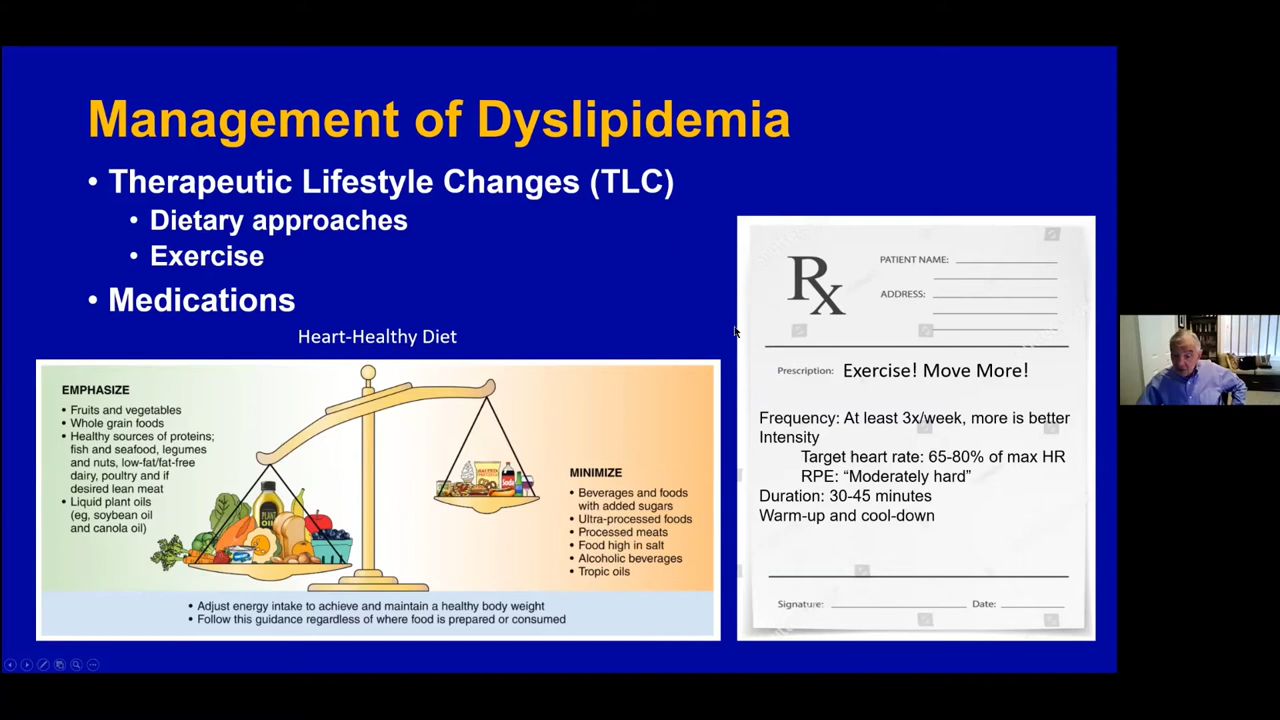 Management of Dyslipidemia
• Therapeutic Lifestyle Changes (TLC)
• Dietary approaches
• Exercise
• Medications
Heart-Healthy Diet
EMPHASIZE
• Fruits and vegetables
• Whole grain foods
• Healthy sources of proteins;
fish and seafood, legumes
and nuts, low-fat/fat-free
dairy, poultry and if
desired lean meat
• Liquid plant oils
(eg, soybean oil
and canola oil)
PLANT
OIL
Soda
MINIMIZE
• Beverages and foods
with added sugars
• Ultra-processed foods
• Processed meats
• Food high in salt
• Alcoholic beverages
• Tropic oils
• Adjust energy intake to achieve and maintain a healthy body weight
• Follow this guidance regardless of where food is prepared or consumed
Rx
PATIENT NAME:
ADDRESS:
Prescription: Exercise! Move More!
Frequency: At least 3x/week, more is better
Intensity
Target heart rate: 65-80% of max HR
RPE: “Moderately hard”
Duration: 30-45 minutes
Warm-up and cool-down
Signature: Date: